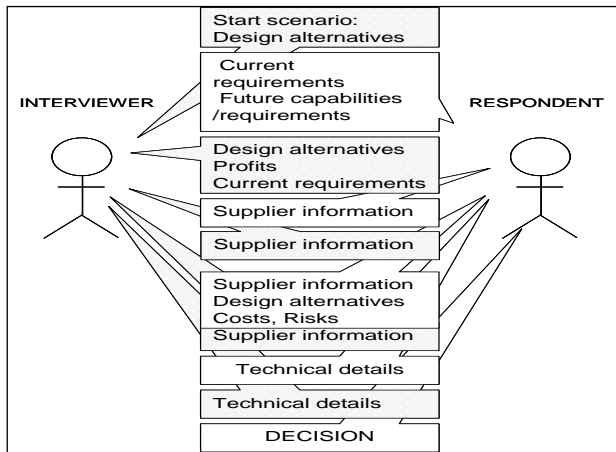 Start scenario:
Design alternatives
Current
requirements
Future capabilities
/requirements
INTERVIEWER
RESPONDENT
Design alternatives
Profits
Current requirements
Supplier information
Supplier information
Supplier information
Design alternatives
Costs, Risks
Supplier information
Technical details
Technical details
DECISION